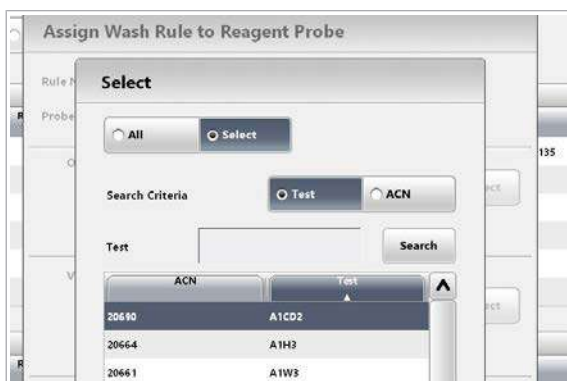 Assign Wash Rule to Reagent Probe
Rule N
Select
Probe
All Select
135
Search Criteria Test ACN
ect
Test Search
ACN Test
20690 A1CD2
ect
20664 A1H3
20661 A1W3